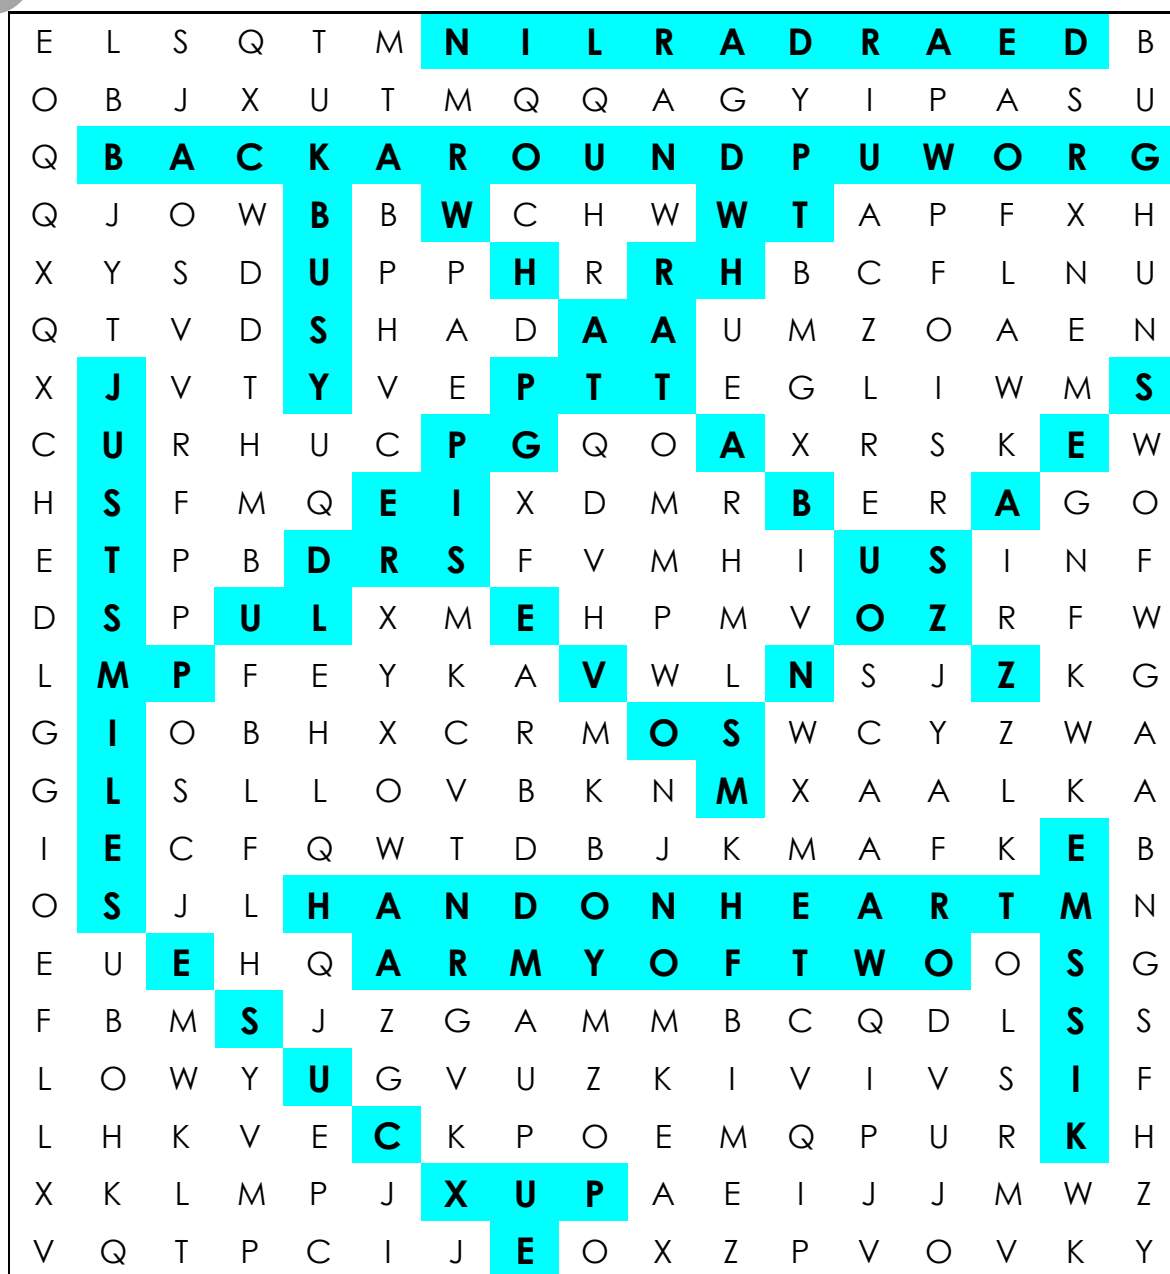 E L S Q T M N I L R A D R A E D B
O B J X U T M Q Q A G Y I P A S U
Q B A C K A R O U N D P U W O R G
Q J O W B B W C H W W T A P F X H
X Y S D U P P H R R H B C F L N U
Q T V D S H A D A A U M Z O A E N
X J V T Y V E P T T E G L I W M S
C U R H U C P G Q O A X R S K E W
H S F M Q E I X D M R B E R A G O
E T P B D R S F V M H I U S I N F
D S P U L X M E H P M V O Z R F W
L M P F E Y K A V W L N S J Z K G
G I O B H X C R M O S W C Y Z W A
G L S L L O V B K N M X A A L K A
I E C F Q W T D B J K M A F K E B
O S J L H A N D O N H E A R T M N
E U E H Q A R M Y O F T W O O S G
F B M S J Z G A M M B C Q D L S S
L O W Y U G V U Z K I V I V S I F
L H K V E C K P O E M Q P U R K H
X K L M P J X U P A E I J J M W Z
V Q T P C I J E O X Z P V O V K Y